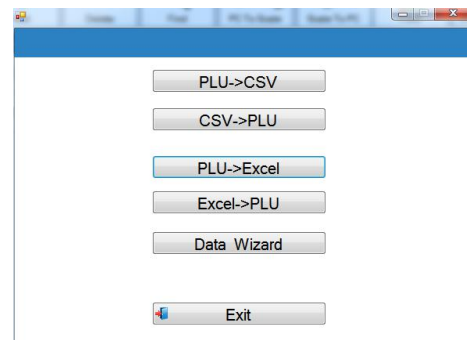 PLU->CSV
CSV->PLU
PLU->Excel
Excel->PLU
Data Wizard
Exit